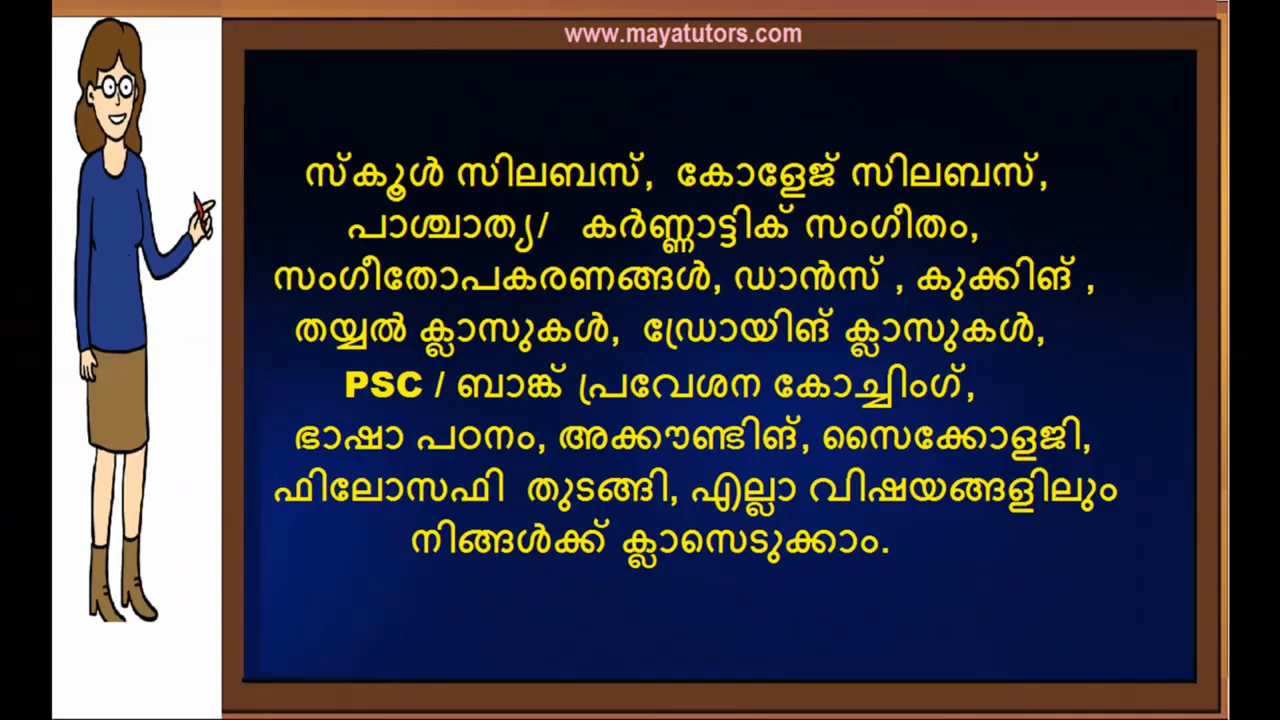 www.mayatutors.com
സ്കൂൾ സിലബസ്, കോളേജ് സിലബസ്,
പാശ്ചാത്യ/ കർണ്ണാട്ടിക് സംഗീതം,
സംഗീതോപകരണങ്ങൾ, ഡാൻസ് , കുക്കിങ് ,
തയ്യൽ ക്ലാസുകൾ, ഡ്രോയിങ് ക്ലാസുകൾ,
PSC / ബാങ്ക് പ്രവേശന കോച്ചിംഗ്,
ഭാഷാ പഠനം, അക്കൗണ്ടിങ്, സൈക്കോളജി,
ഫിലോസഫി തുടങ്ങി, എല്ലാ വിഷയങ്ങളിലും
നിങ്ങൾക്ക് ക്ലാസെടുക്കാം.